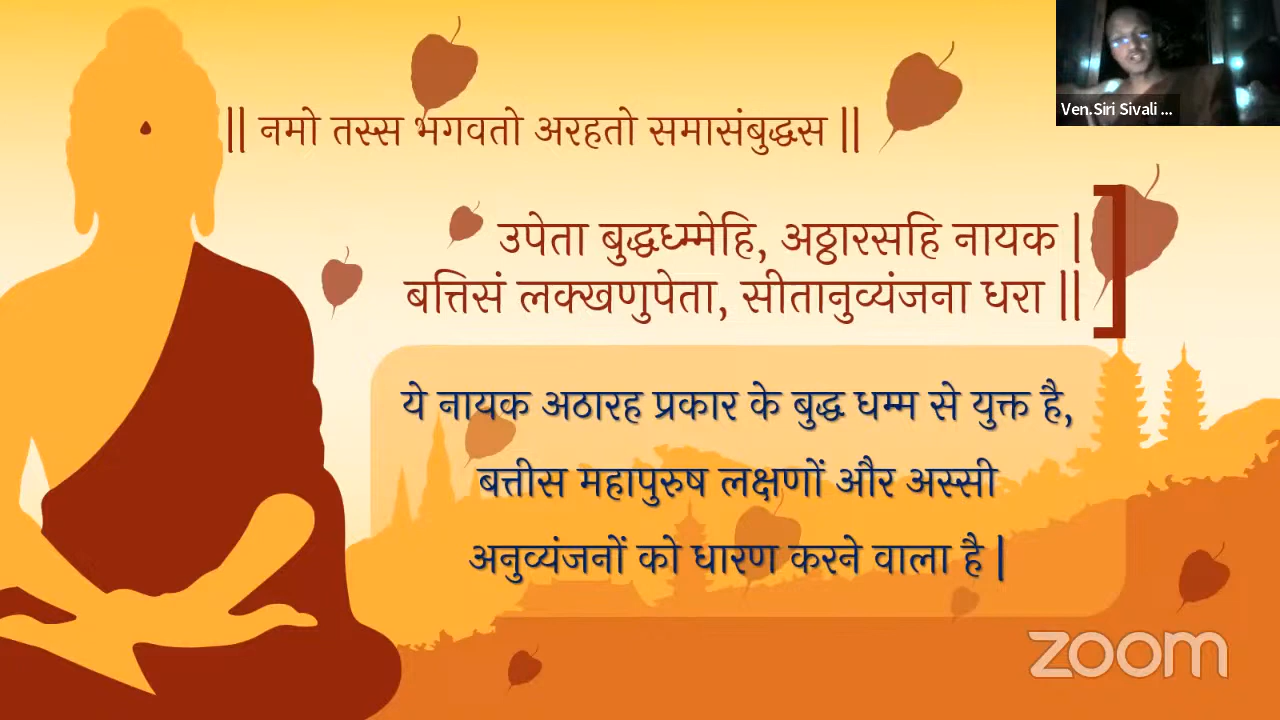 || नमो तस्स भगवतो अरहतो समासंबुद्धस ||
उपेता बुद्धधम्मेहि, अठ्ठारसहि नायक |
बत्तिसं लक्खणुपेता, सीतानुव्यंजना धरा ||
ये नायक अठारह प्रकार के बुद्ध धम्म से युक्त है,
बत्तीस महापुरुष लक्षणों और अस्सी
अनुव्यंजनों को धारण करने वाला है |
Ven.Siri Sivali ...
zoom